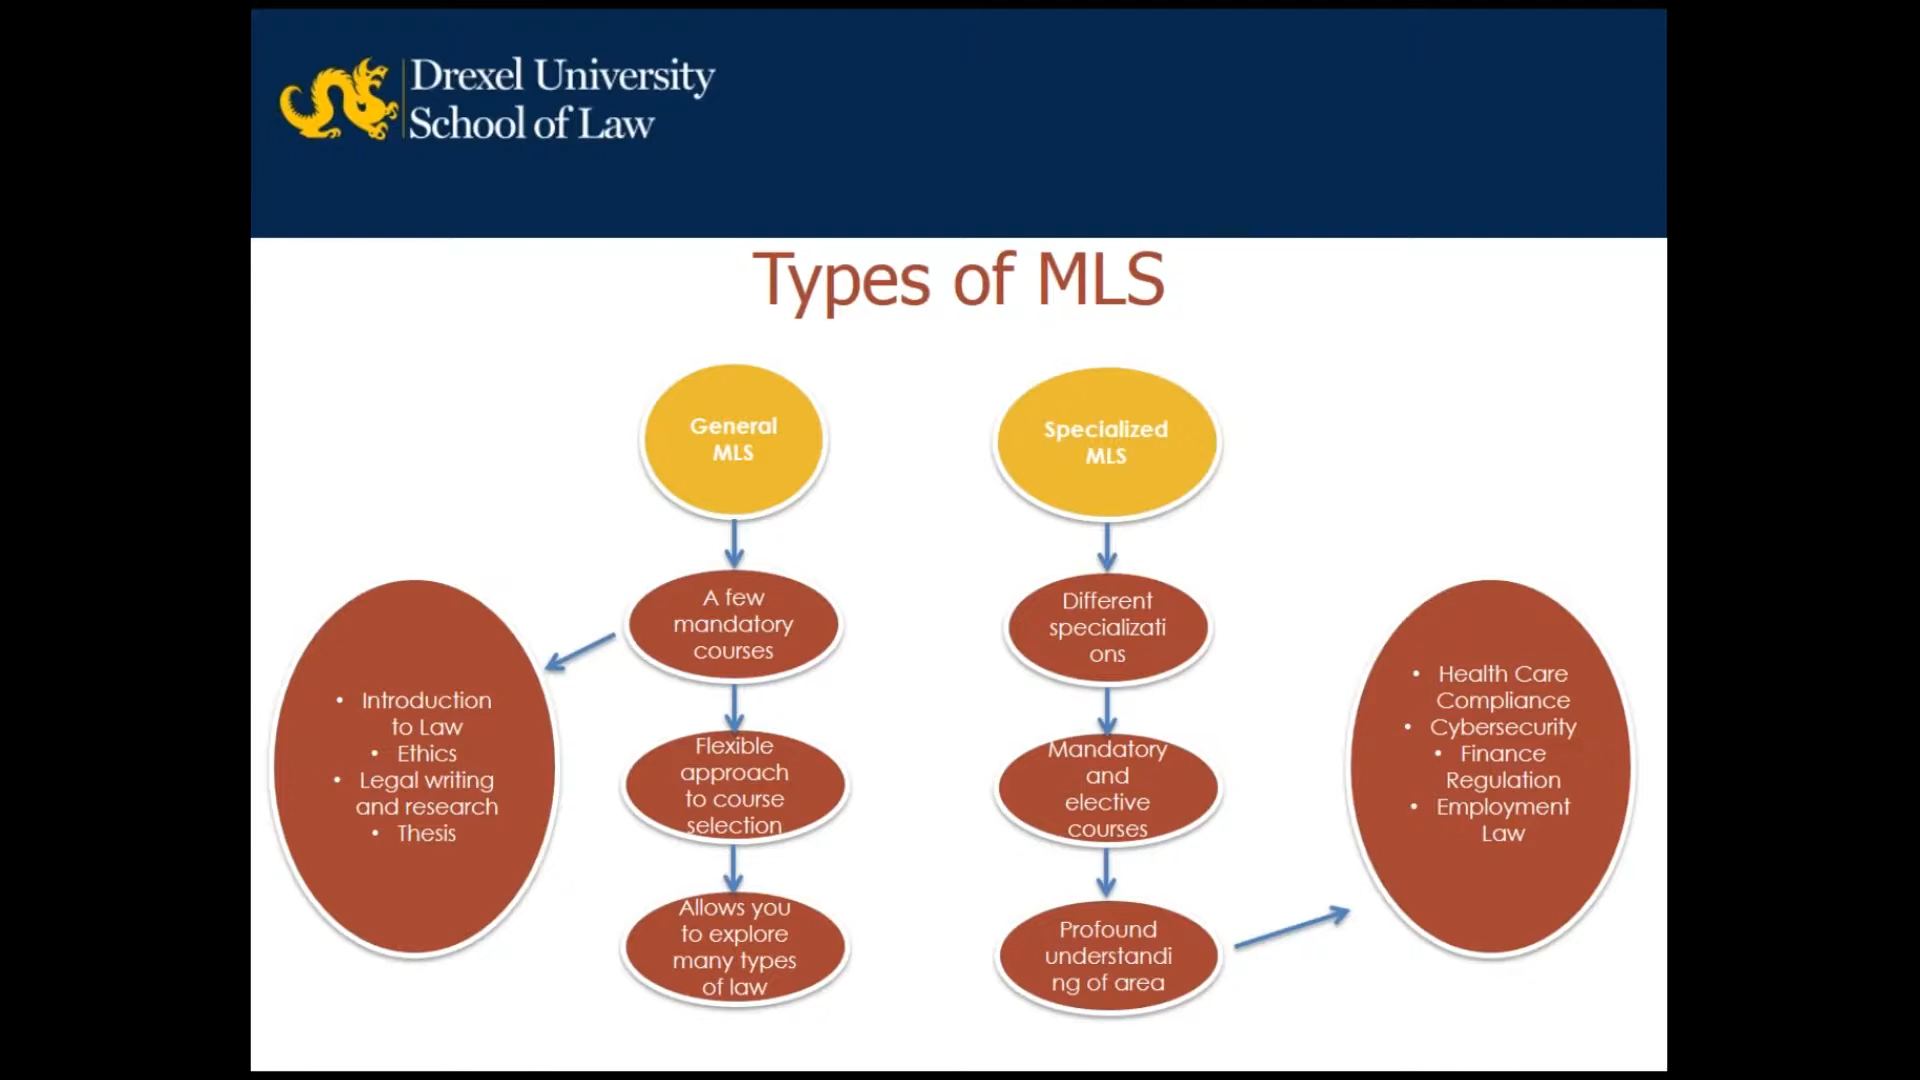 Drexel University
School of Law
Types of MLS
General
MLS
A few
mandatory
courses
Flexible
approach
to course
selection
Allows you
to explore
many types
of law
• Introduction
to Law
• Ethics
• Legal writing
and research
• Thesis
Specialized
MLS
Different
specializati
ons
Mandatory
and
elective
courses
Profound
understandi
ng of area
• Health Care
Compliance
• Cybersecurity
• Finance
Regulation
• Employment
Law